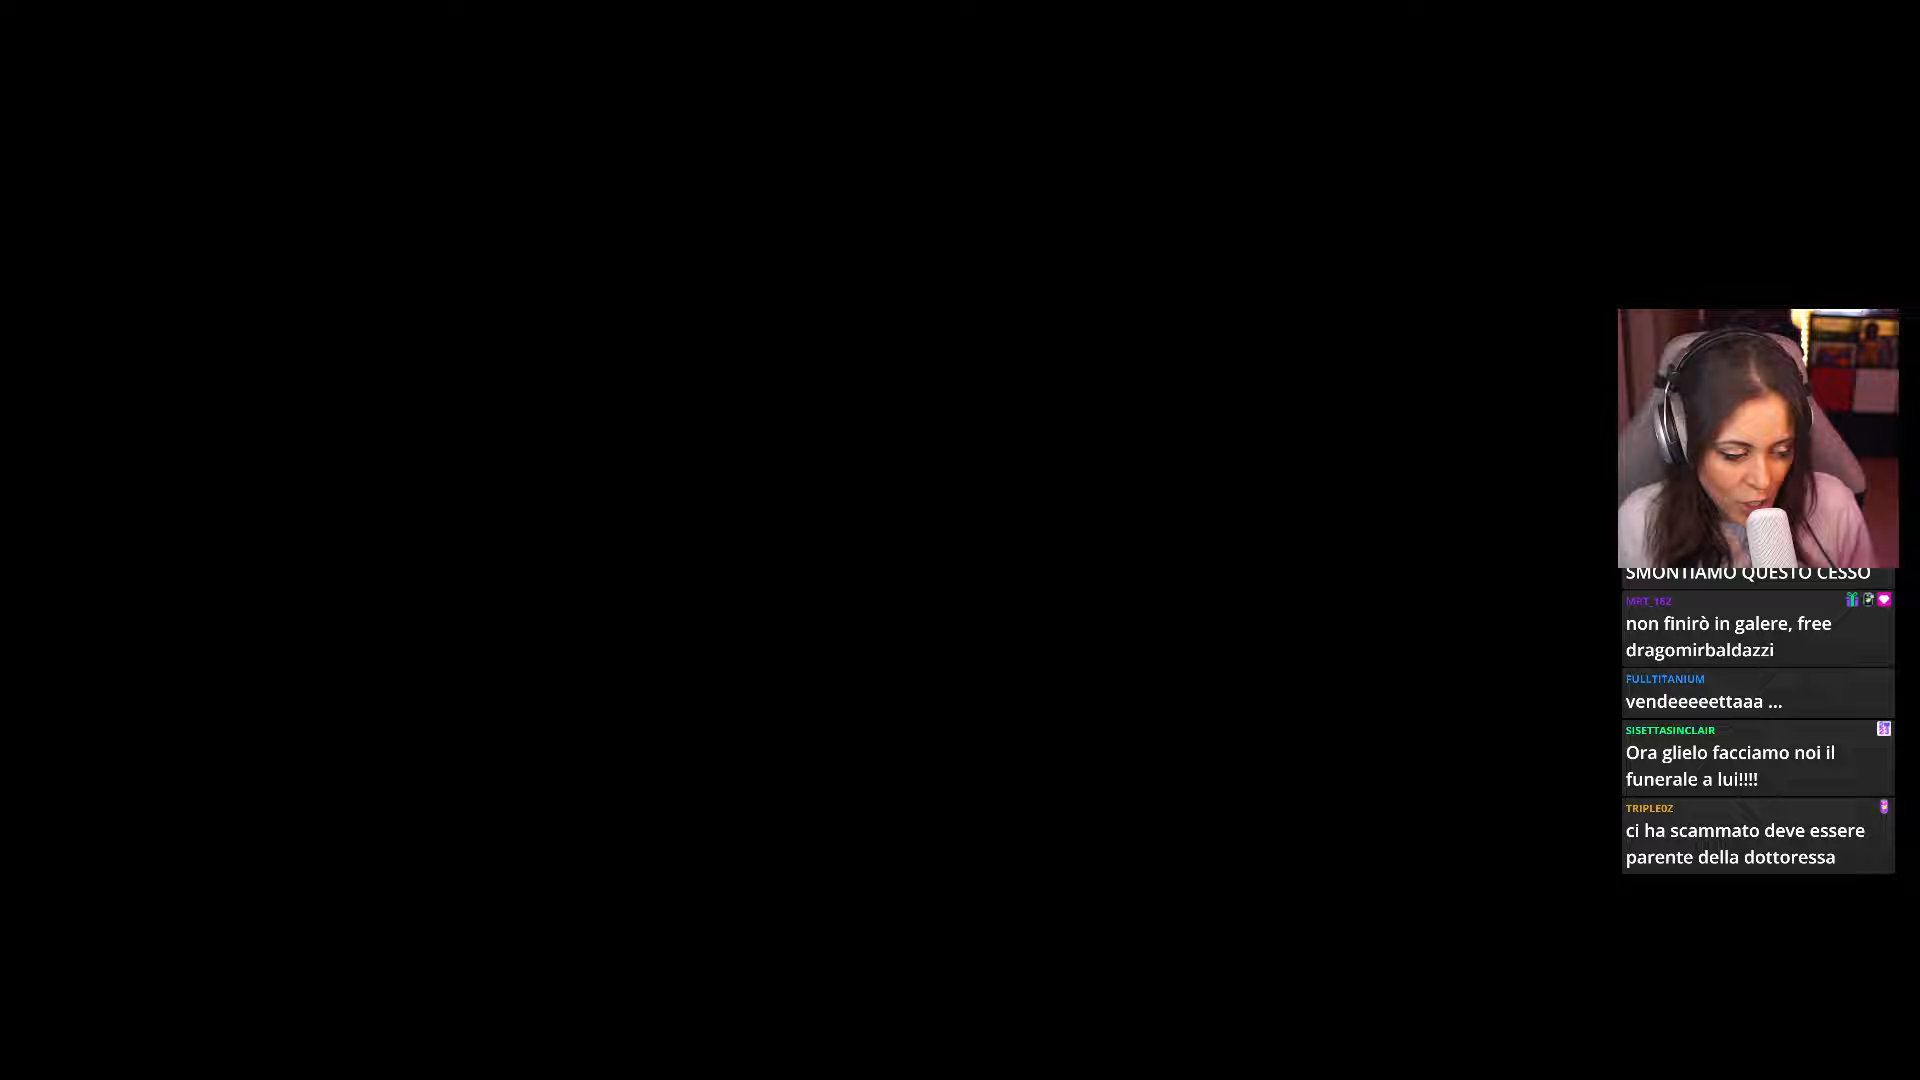 SMONTIAMO QUESTO CESSO
MRT_182
non finirò in galere, free
dragomirbaldazzi
FULLTITANIUM
vendeeeeettaaa ...
SISETTASINCLAIR
Ora glielo facciamo noi il
funerale a lui!!!!
TRIPLE0Z
ci ha scammato deve essere
parente della dottoressa